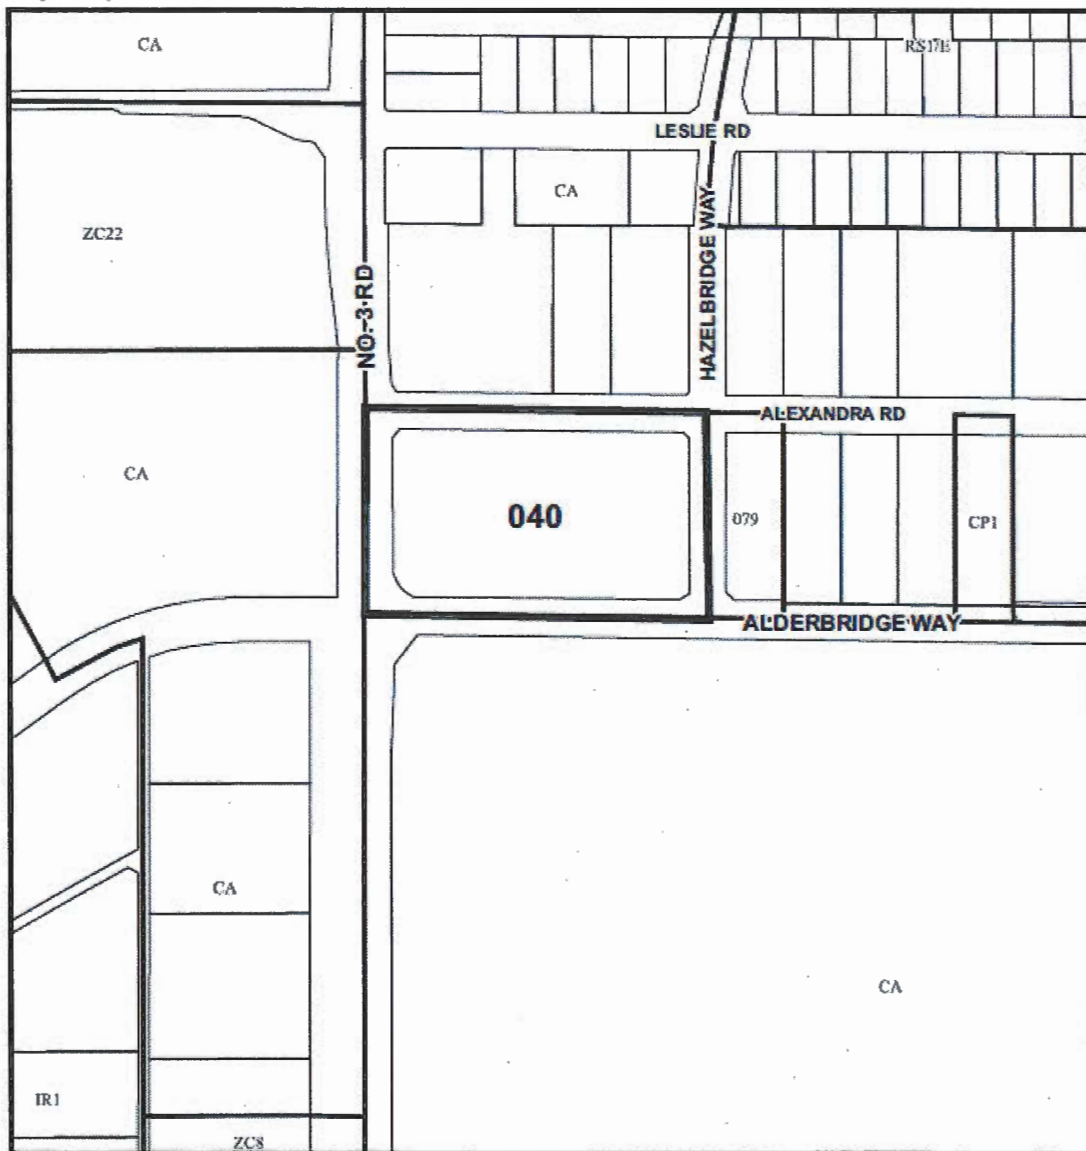 CA
RS17E
LESLIE RD
CA
ZC22
HAZELBRIDGE WAY
NO. 3 RD
ALEXANDRA RD
CA
040
079
CP1
ALDERBRIDGE WAY
CA
CA
IR1
ZC8